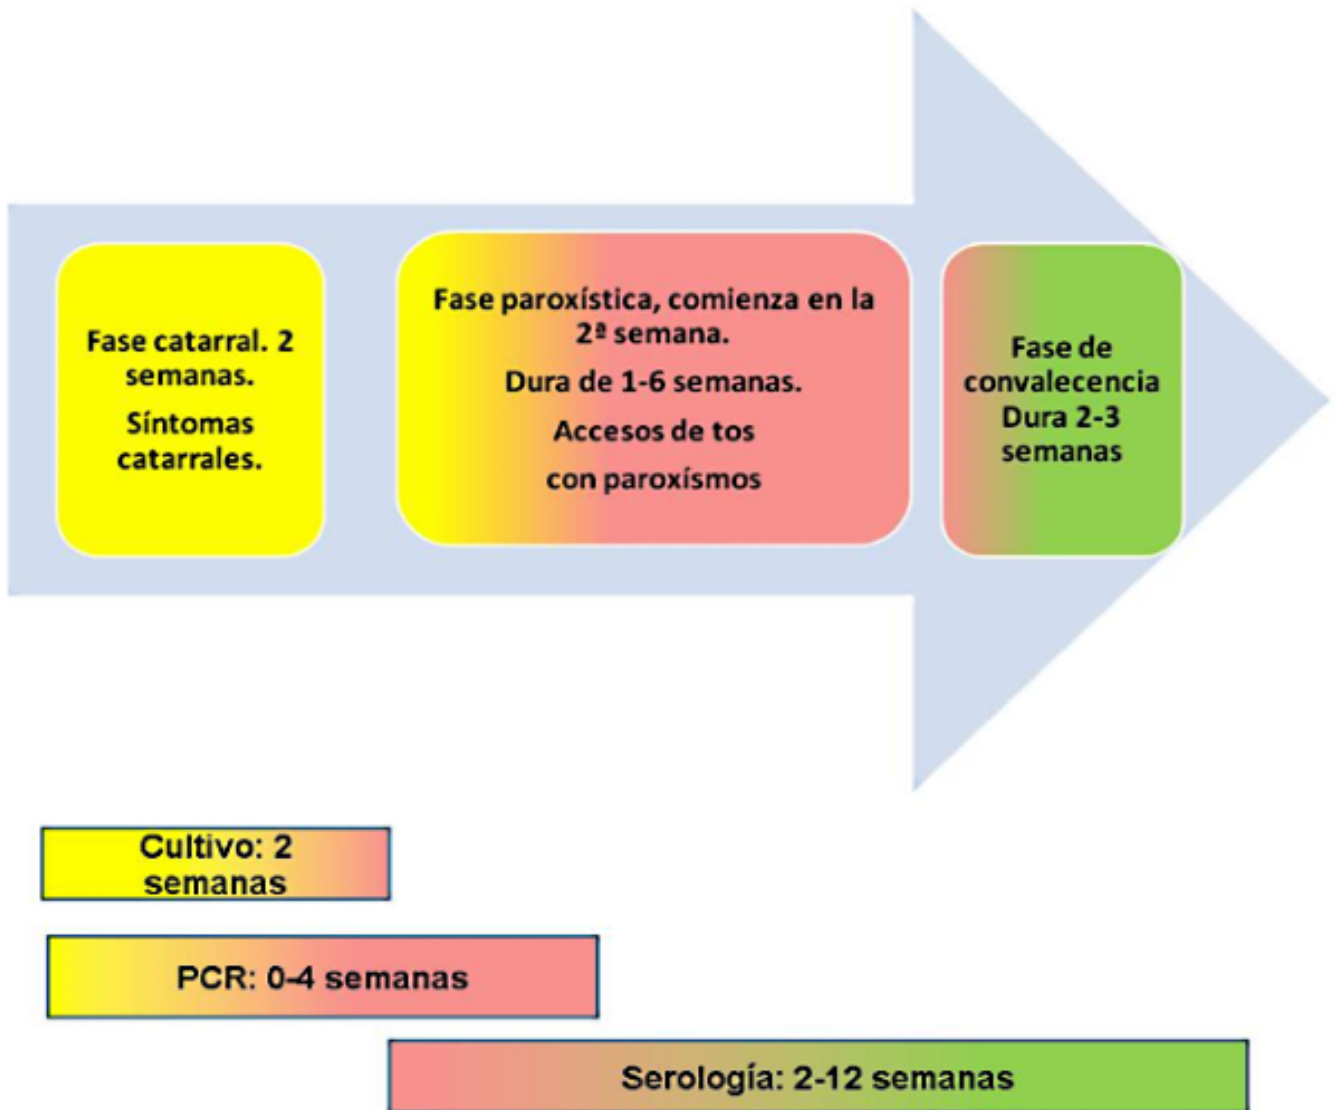 Fase catarral. 2
semanas.
Síntomas
catarrales.
Fase paroxística, comienza en la
2ª semana.
Dura de 1-6 semanas.
Accesos de tos
con paroxísmos
Fase de
convalecencia
Dura 2-3
semanas
Cultivo: 2
semanas
PCR: 0-4 semanas
Serología: 2-12 semanas